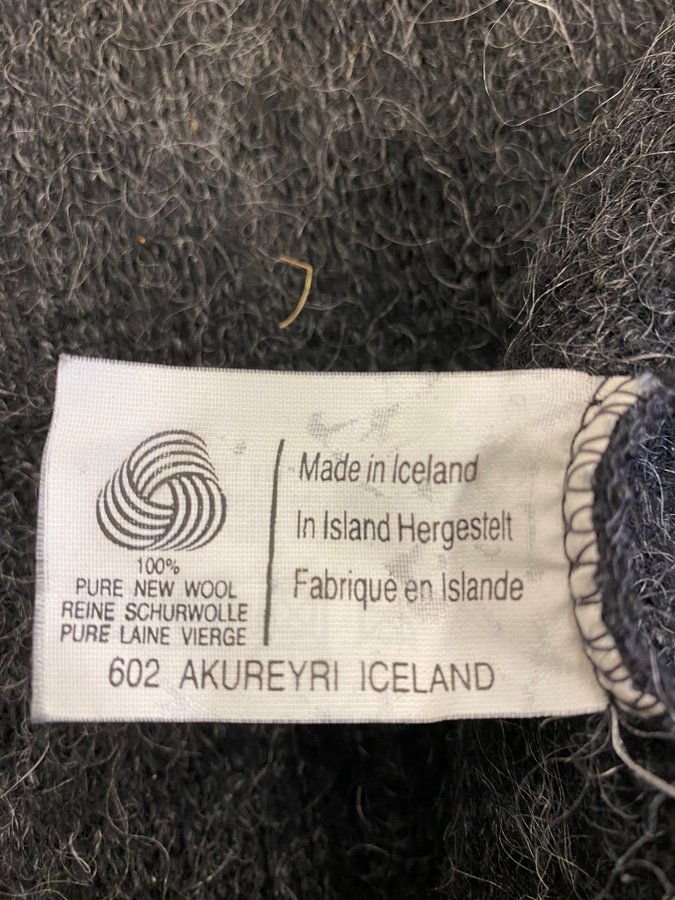 100%
PURE NEW WOOL
REINE SCHURWOLLE
PURE LAINE VIERGE
Made in Iceland
In Island Hergestelt
Fabrique en Islande
602 AKUREYRI ICELAND